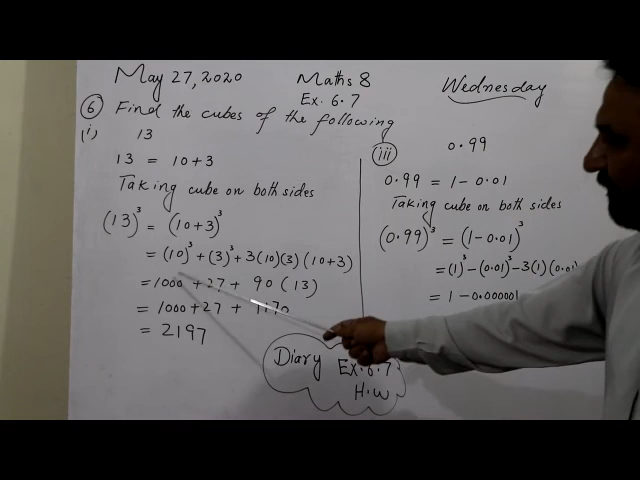 May 27, 2020 Maths 8 Wednesday
Ex. 6.7
6 Find the cubes of the following
(i) 13
13 = 10+3
Taking cube on both sides
(13)³ = (10+3)³
= (10)³ + (3)³ + 3(10)(3) (10+3)
= 1000 + 27 + 90 (13)
= 1000 + 27 + 1170
= 2197
iii 0.99
0.99 = 1 - 0.01
Taking cube on both sides
(0.99)³ = (1 - 0.01)³
= (1)³ - (0.01)³ - 3(1)(0.01
= 1 - 0.000001
Diary Ex. 6.7
H.W